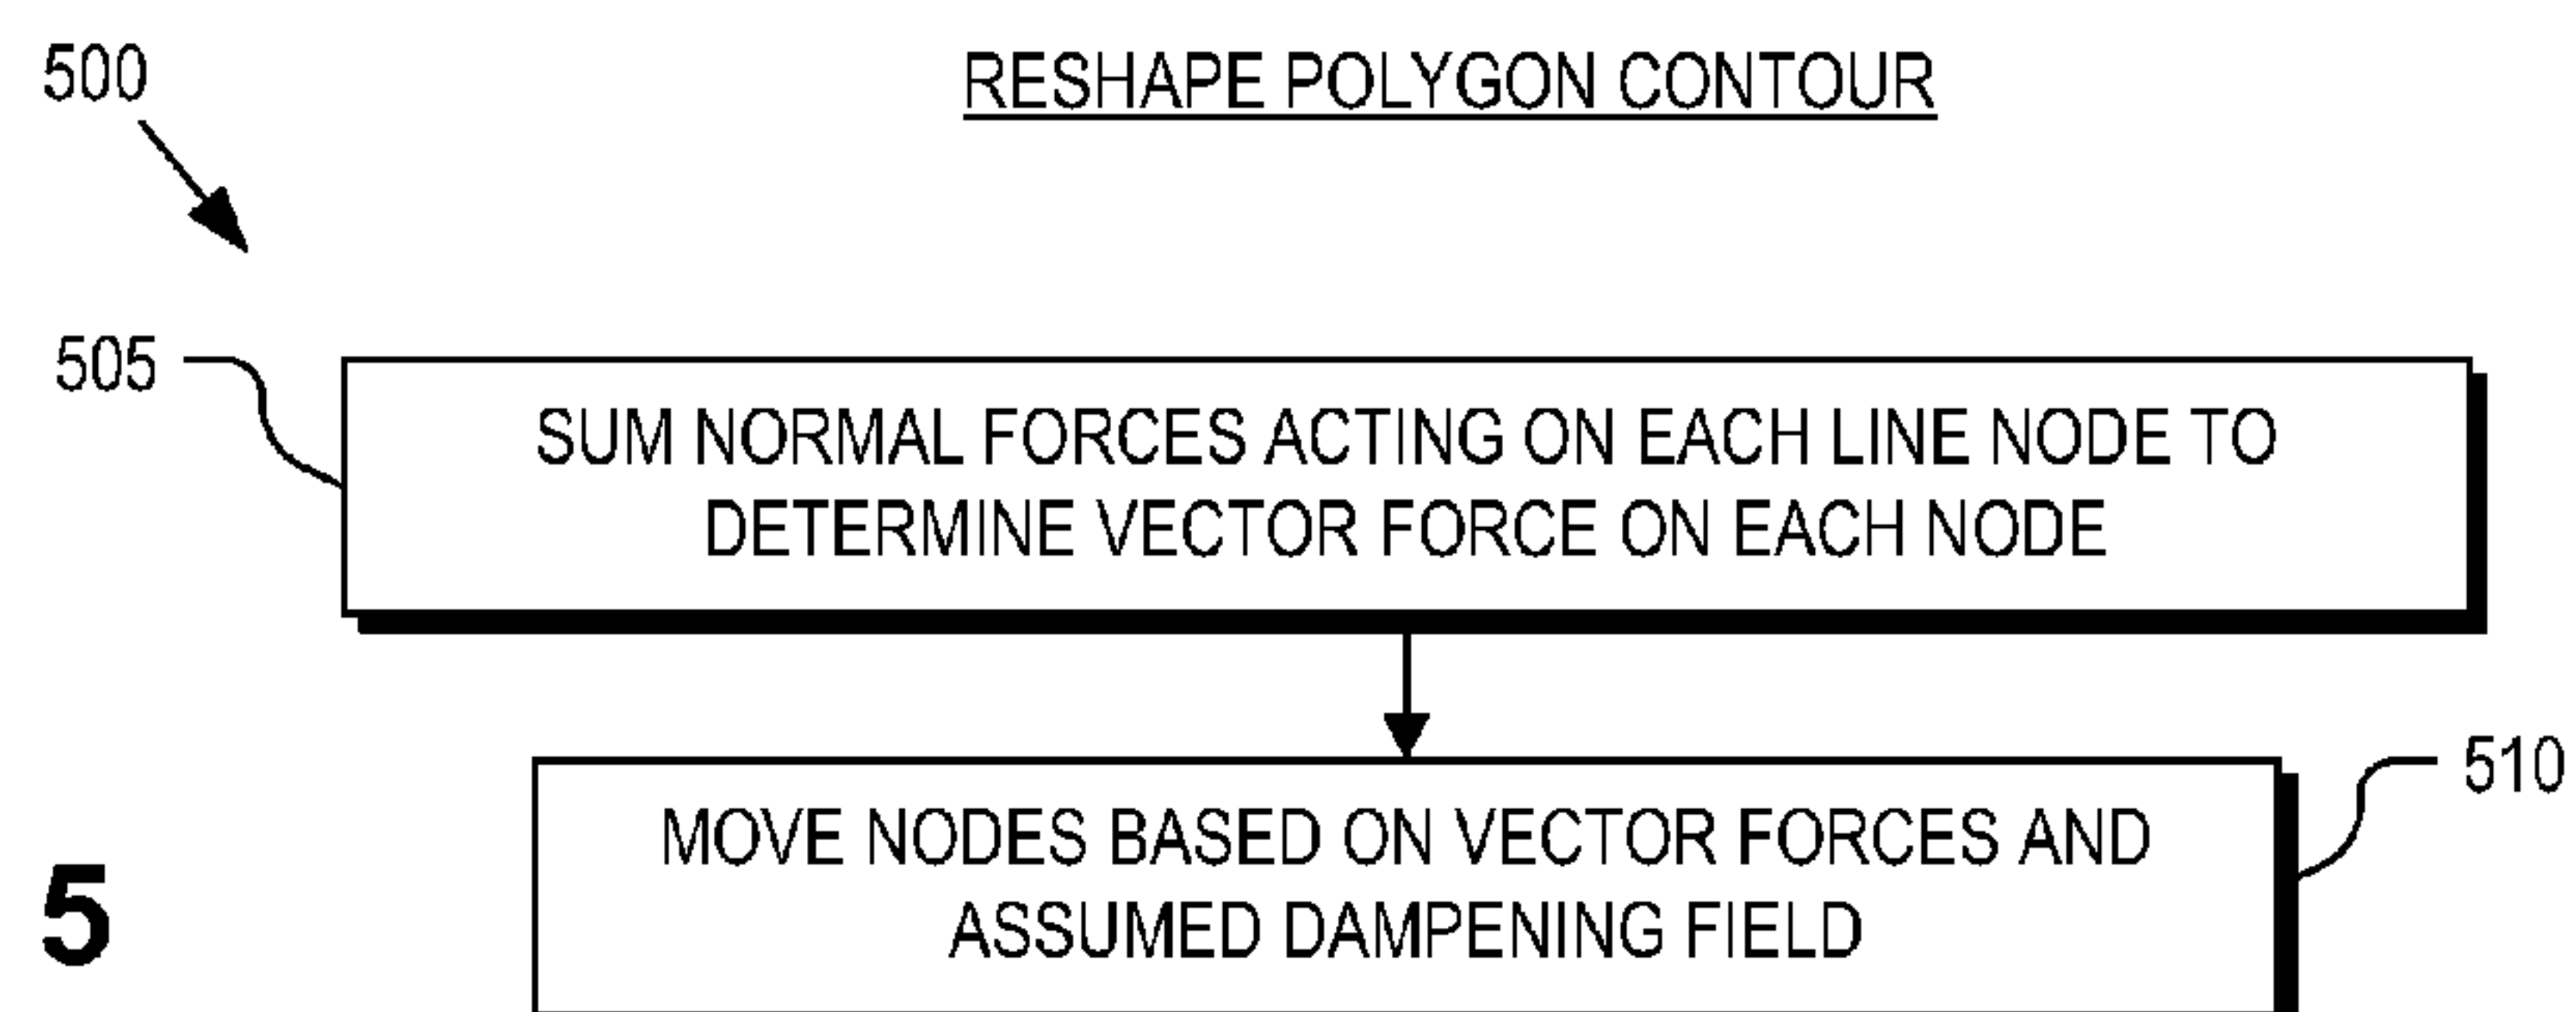 500
RESHAPE POLYGON CONTOUR
505
SUM NORMAL FORCES ACTING ON EACH LINE NODE TO
DETERMINE VECTOR FORCE ON EACH NODE
510
MOVE NODES BASED ON VECTOR FORCES AND
ASSUMED DAMPENING FIELD
5